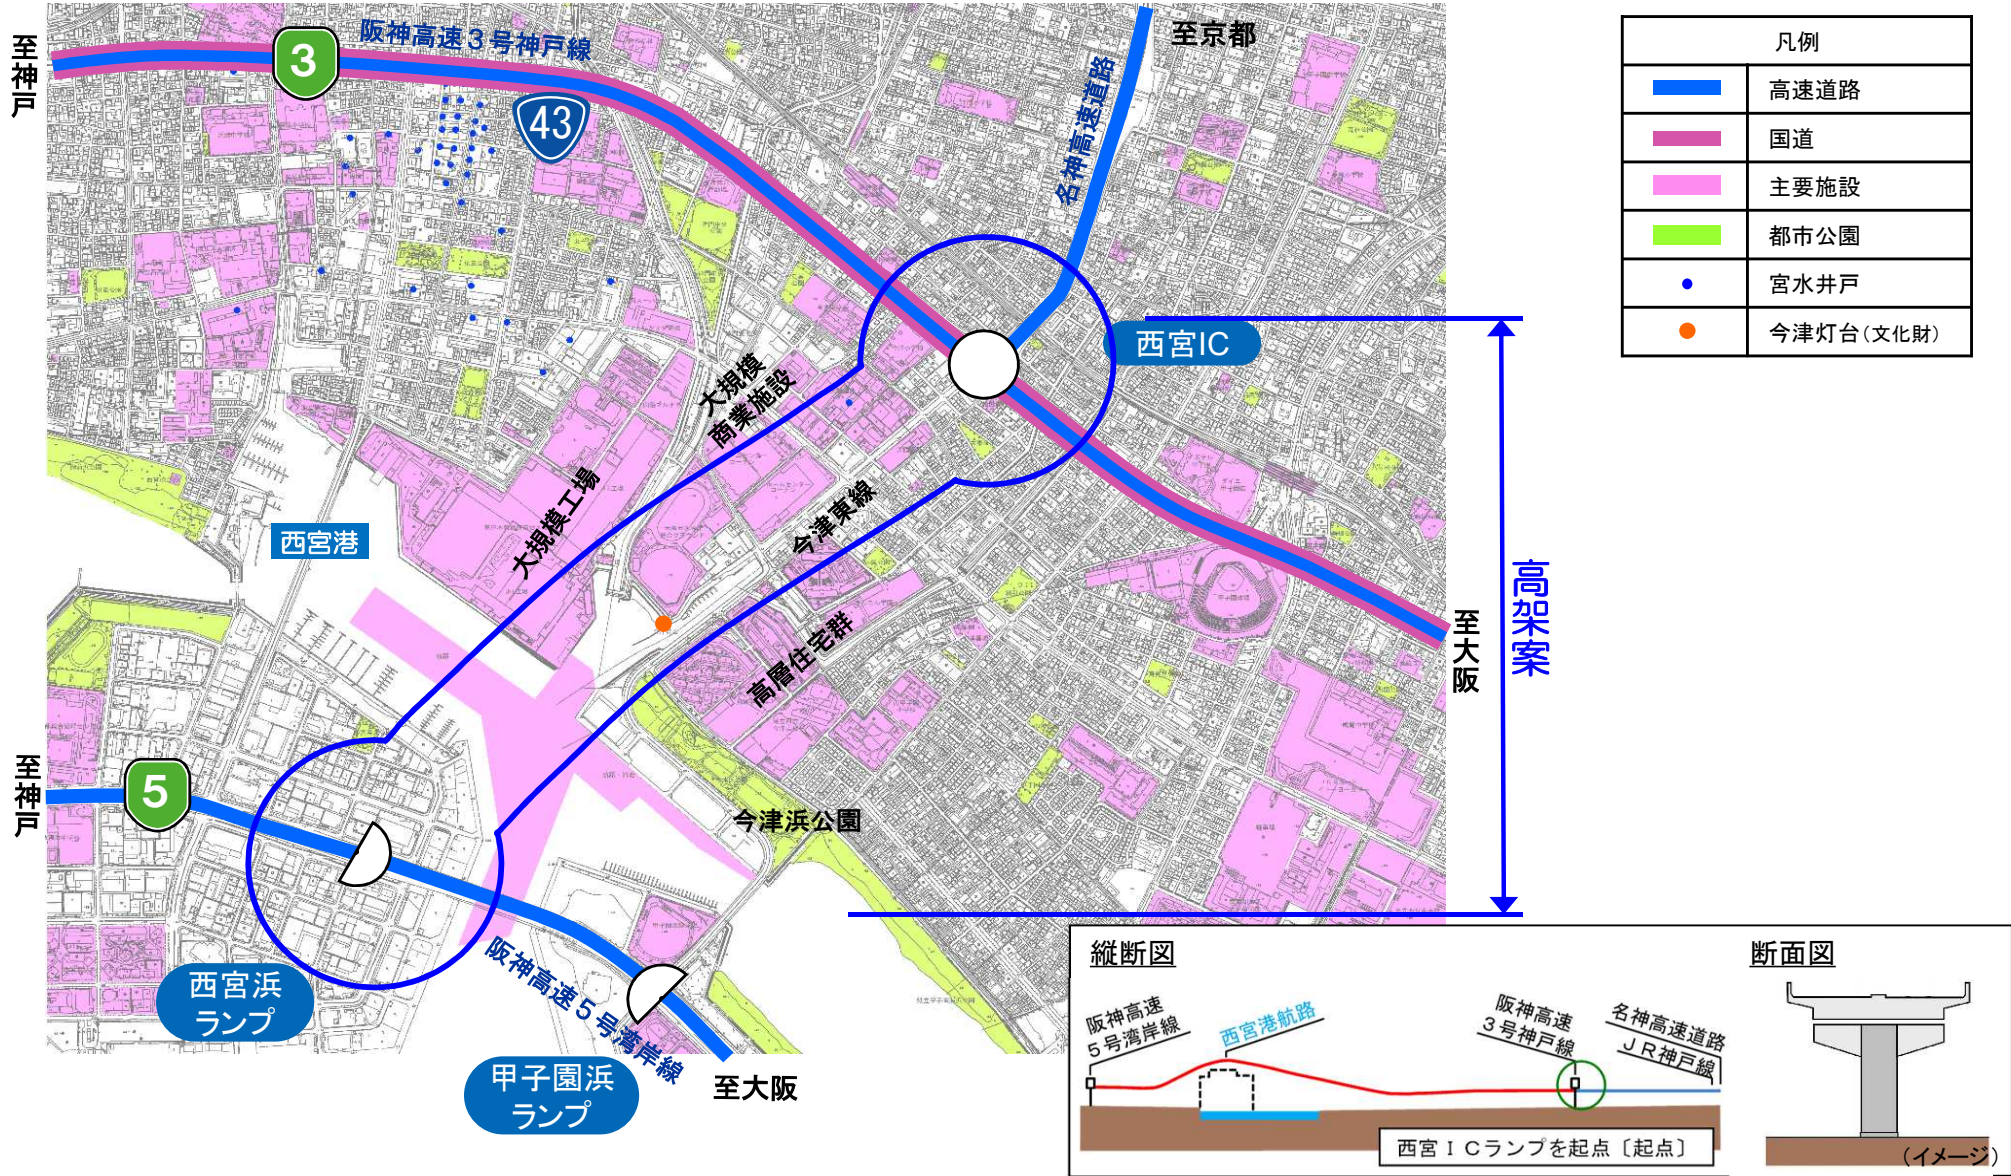 至神戸
3
阪神高速３号神戸線
43
至京都
名神高速道路
凡例
高速道路
国道
主要施設
都市公園
宮水井戸
今津灯台(文化財)
西宮IC
大規模
商業施設
大規模工場
今津東線
西宮港
高層住宅群
高架案
至大阪
至神戸
5
今津浜公園
西宮浜
ランプ
阪神高速５号湾岸線
甲子園浜
ランプ
至大阪
縦断図
阪神高速
５号湾岸線
西宮港航路
阪神高速
３号神戸線
名神高速道路
ＪＲ神戸線
西宮ＩＣランプを起点〔起点〕
断面図
(イメージ)